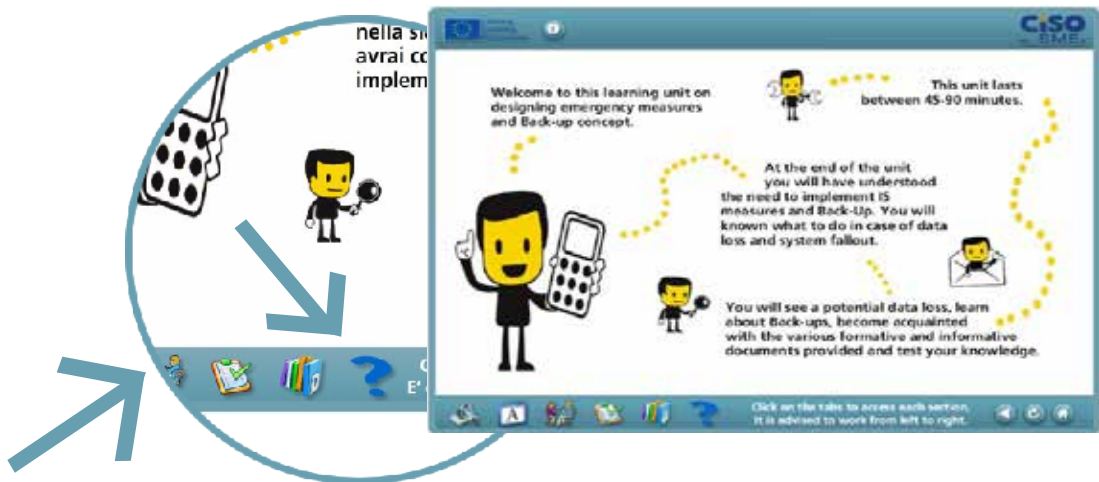 nella
avrai
implem
E'
CiSO
SME
Welcome to this learning unit on
designing emergency measures
and Back-up concept.
This unit lasts
between 45-90 minutes.
At the end of the unit
you will have understood
the need to implement IS
measures and Back-Up. You will
known what to do in case of data
loss and system fallout.
You will see a potential data loss, learn
about Back-ups, become acquainted
with the various formative and informative
documents provided and test your knowledge.
A
Click on the tabs to access each section.
It is advised to work from left to right.